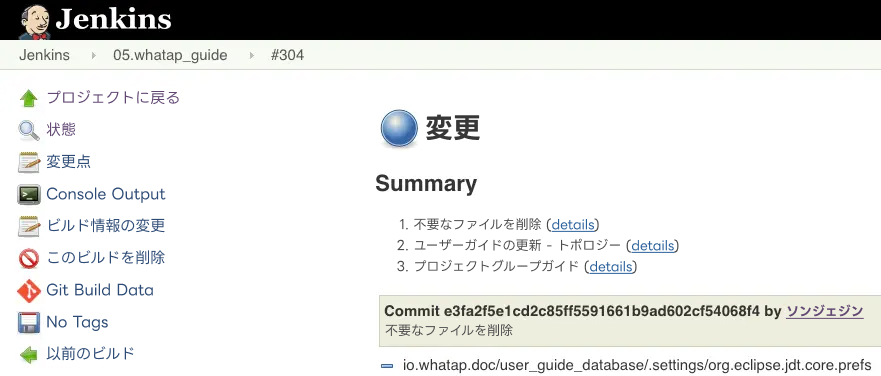 Jenkins
Jenkins 05.whatap_guide #304
プロジェクトに戻る
状態
変更点
Console Output
ビルド情報の変更
このビルドを削除
Git Build Data
No Tags
以前のビルド
変更
Summary
1. 不要なファイルを削除 (details)
2. ユーザーガイドの更新 - トポロジー (details)
3. プロジェクトグループガイド (details)
Commit e3fa2f5e1cd2c85ff5591661b9ad602cf54068f4 by ソンジェジン
不要なファイルを削除
io.whatap.doc/user_guide_database/.settings/org.eclipse.jdt.core.prefs